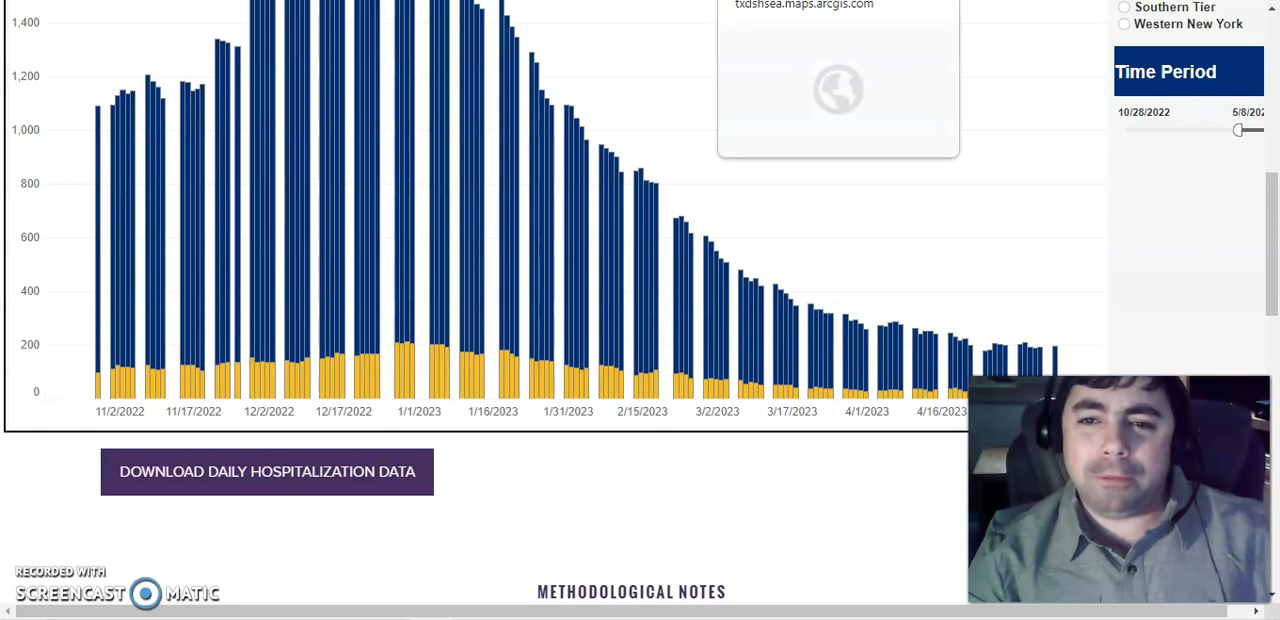 txdshsea.maps.arcgis.com
Southern Tier
Western New York
Time Period
10/28/2022 5/8/202
1,400
1,200
1,000
800
600
400
200
0
11/2/2022 11/17/2022 12/2/2022 12/17/2022 1/1/2023 1/16/2023 1/31/2023 2/15/2023 3/2/2023 3/17/2023 4/1/2023 4/16/2023
DOWNLOAD DAILY HOSPITALIZATION DATA
METHODOLOGICAL NOTES
RECORDED WITH
SCREENCAST MATIC